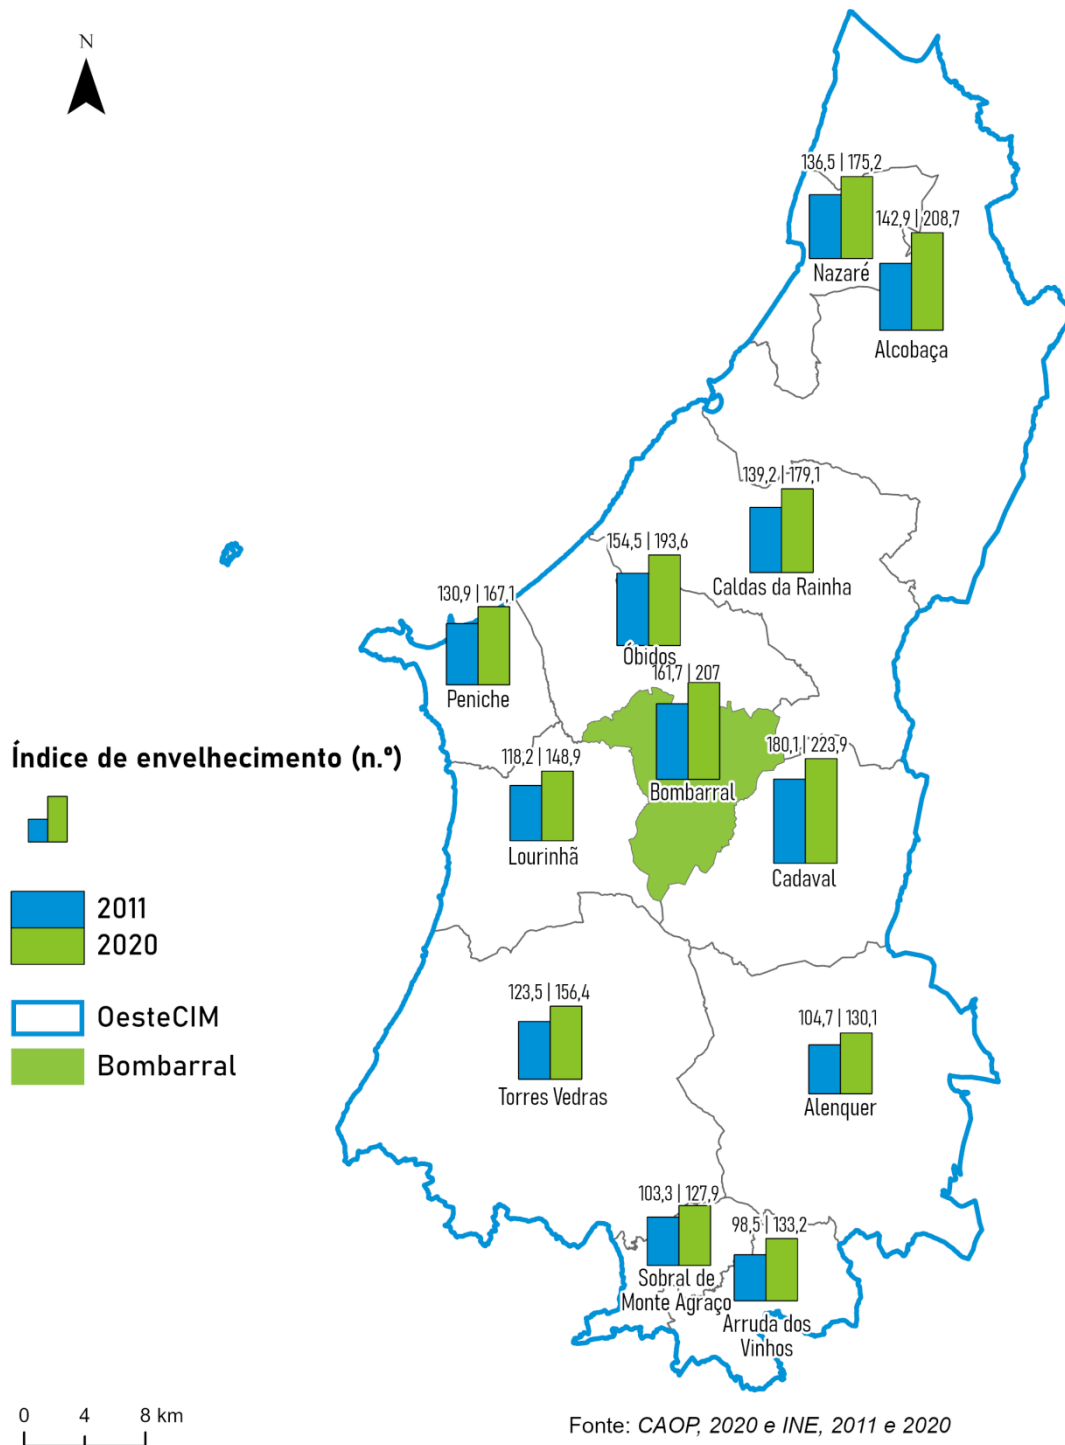 N
136,5 | 175,2
142,9 | 208,7
Nazaré
Alcobaça
139,2 | 179,1
Caldas da Rainha
154,5 | 193,6
Óbidos
130,9 | 167,1
Peniche
161,7 | 207
Bombarral
180,1 | 223,9
Cadaval
118,2 | 148,9
Lourinhã
Índice de envelhecimento (n.º)
2011
2020
OesteCIM
Bombarral
123,5 | 156,4
Torres Vedras
104,7 | 130,1
Alenquer
103,3 | 127,9
Sobral de
Monte Agraço
98,5 | 133,2
Arruda dos
Vinhos
0 4 8 km
Fonte: CAOP, 2020 e INE, 2011 e 2020